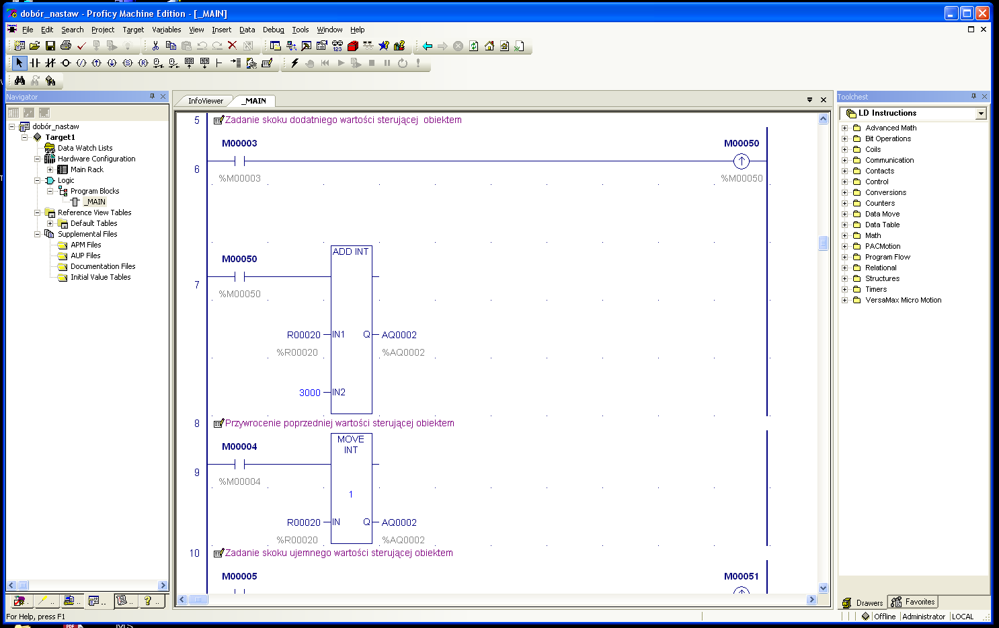 dobór_nastaw - Proficy Machine Edition - [_MAIN]
File Edit Search Project Target Variables View Insert Data Debug Tools Window Help
Navigator
dobór_nastaw
Target1
Data Watch Lists
Hardware Configuration
Main Rack
Logic
Program Blocks
_MAIN
Reference View Tables
Default Tables
Supplemental Files
APM Files
AUP Files
Documentation Files
Initial Value Tables
InfoViewer _MAIN
5 Zadanie skoku dodatniego wartości sterującej obiektem
M00003 M00050
6
%M00003 %M00050
ADD INT
M00050
7
%M00050
R00020 IN1 Q AQ0002
%R00020 %AQ0002
3000 IN2
8 Przywrocenie poprzedniej wartości sterującej obiektem
MOVE
INT
M00004
9
%M00004
1
R00020 IN Q AQ0002
%R00020 %AQ0002
10 Zadanie skoku ujemnego wartości sterującej obiektem
M00005 M00051
Toolchest
LD Instructions
Advanced Math
Bit Operations
Coils
Communication
Contacts
Control
Conversions
Counters
Data Move
Data Table
Math
PACMotion
Program Flow
Relational
Structures
Timers
VersaMax Micro Motion
Drawers Favorites
For Help, press F1
Offline Administrator LOCAL